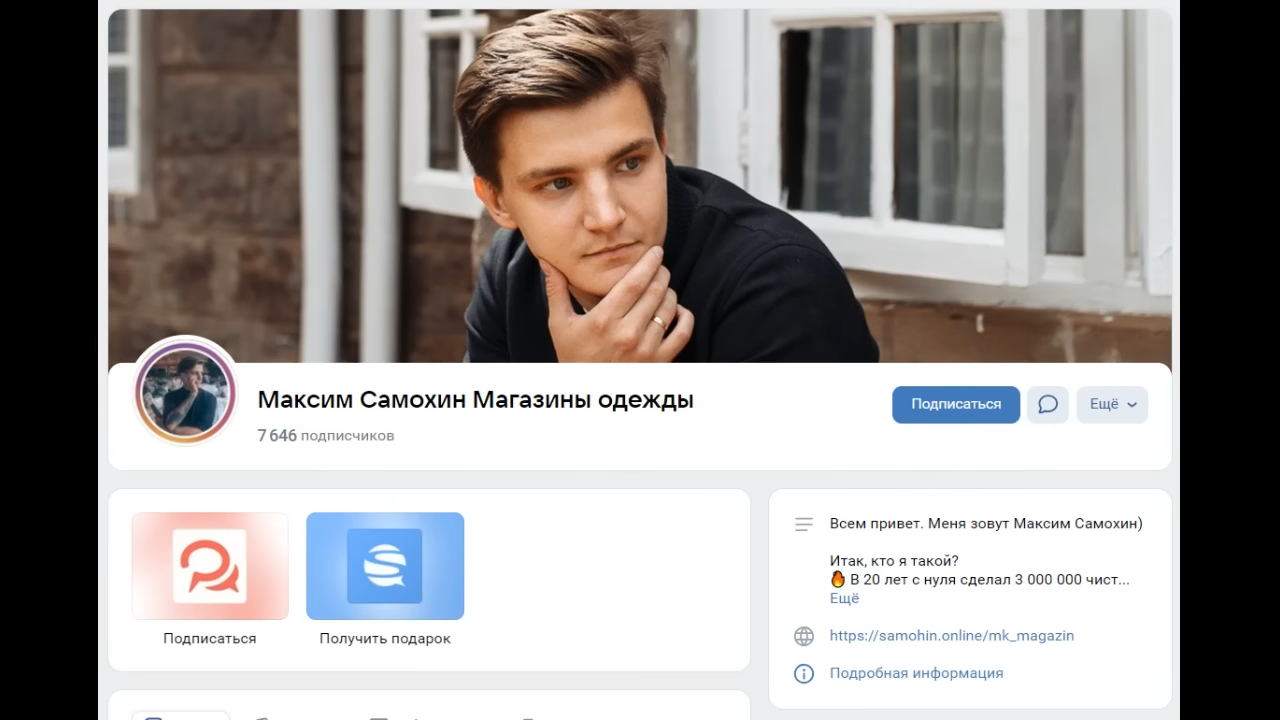 Максим Самохин Магазины одежды
7 646 подписчиков
Подписаться
Ещё
Подписаться
Получить подарок
Всем привет. Меня зовут Максим Самохин)
Итак, кто я такой?
🔥 В 20 лет с нуля сделал 3 000 000 чист...
Ещё
https://samohin.online/mk_magazin
Подробная информация